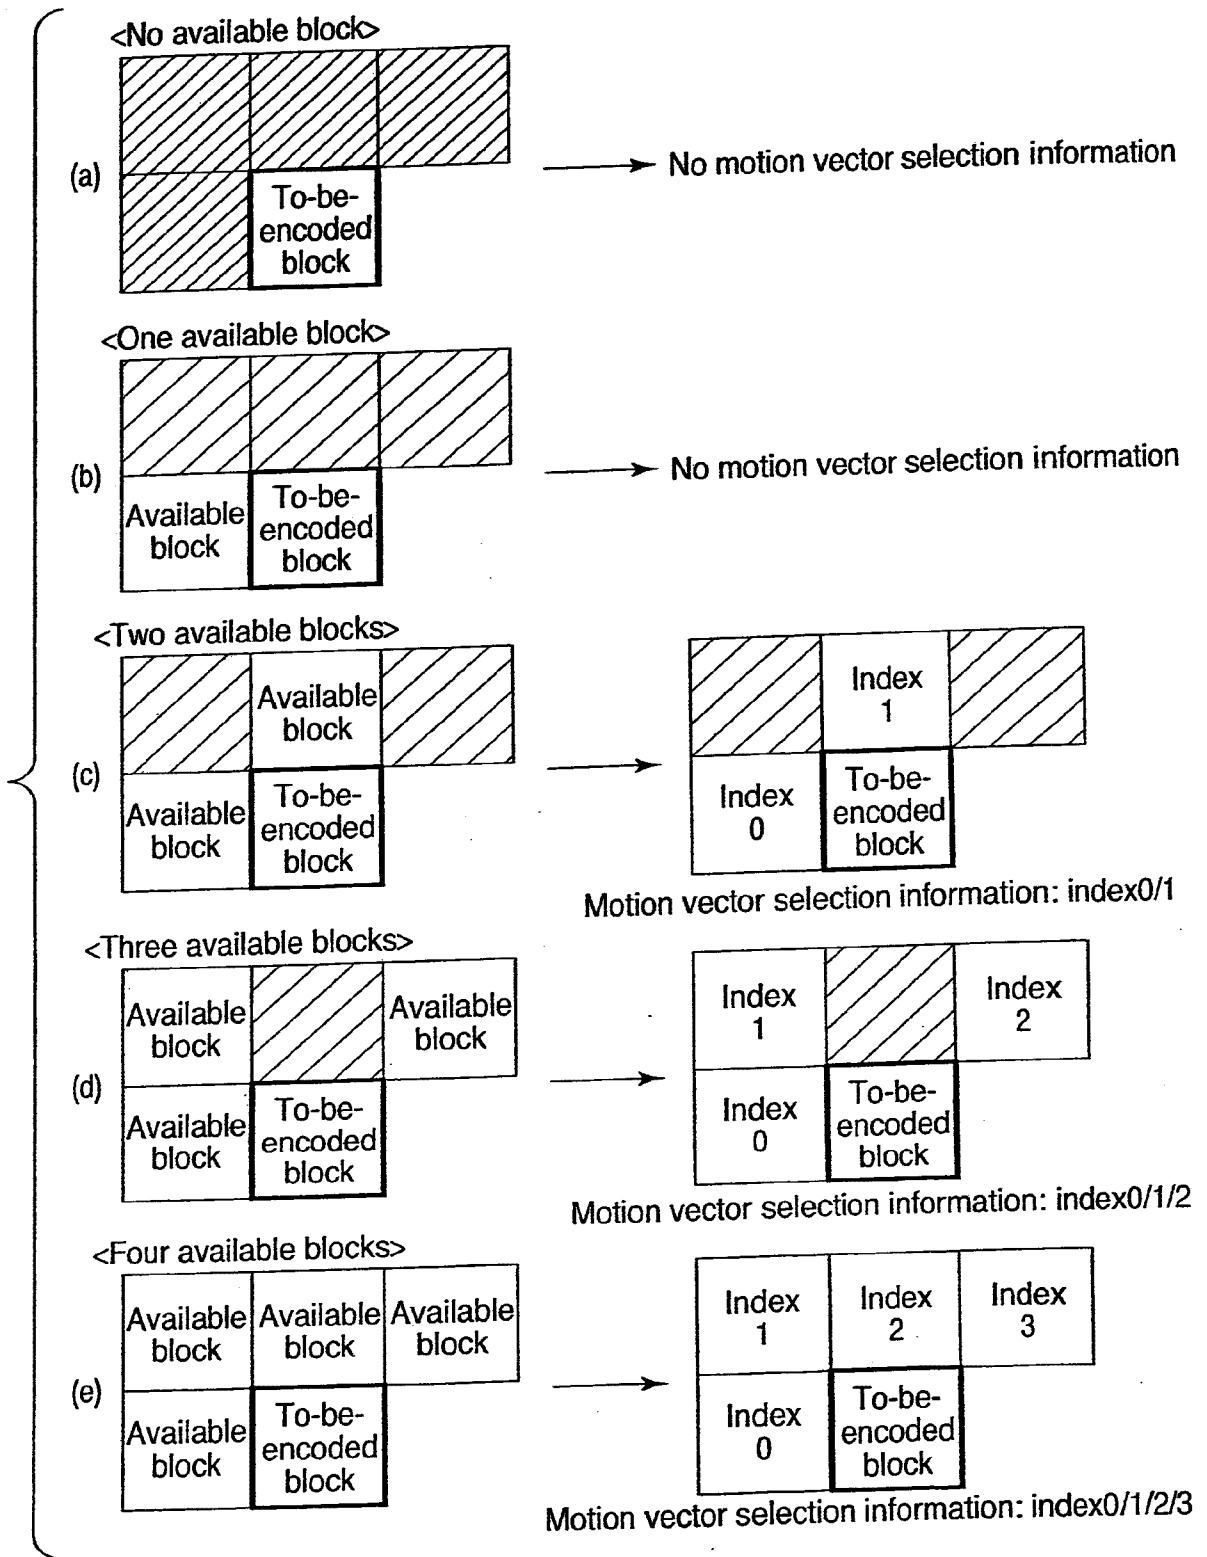 <No available block>
(a)
To-be-
encoded
block
No motion vector selection information
<One available block>
(b)
Available
block
To-be-
encoded
block
No motion vector selection information
<Two available blocks>
Available
block
(c)
Available
block
To-be-
encoded
block
Index
1
Index
0
To-be-
encoded
block
Motion vector selection information: index0/1
<Three available blocks>
Available
block
Available
block
(d)
Available
block
To-be-
encoded
block
Index
1
Index
2
Index
0
To-be-
encoded
block
Motion vector selection information: index0/1/2
<Four available blocks>
Available
block
Available
block
Available
block
(e)
Available
block
To-be-
encoded
block
Index
1
Index
2
Index
3
Index
0
To-be-
encoded
block
Motion vector selection information: index0/1/2/3